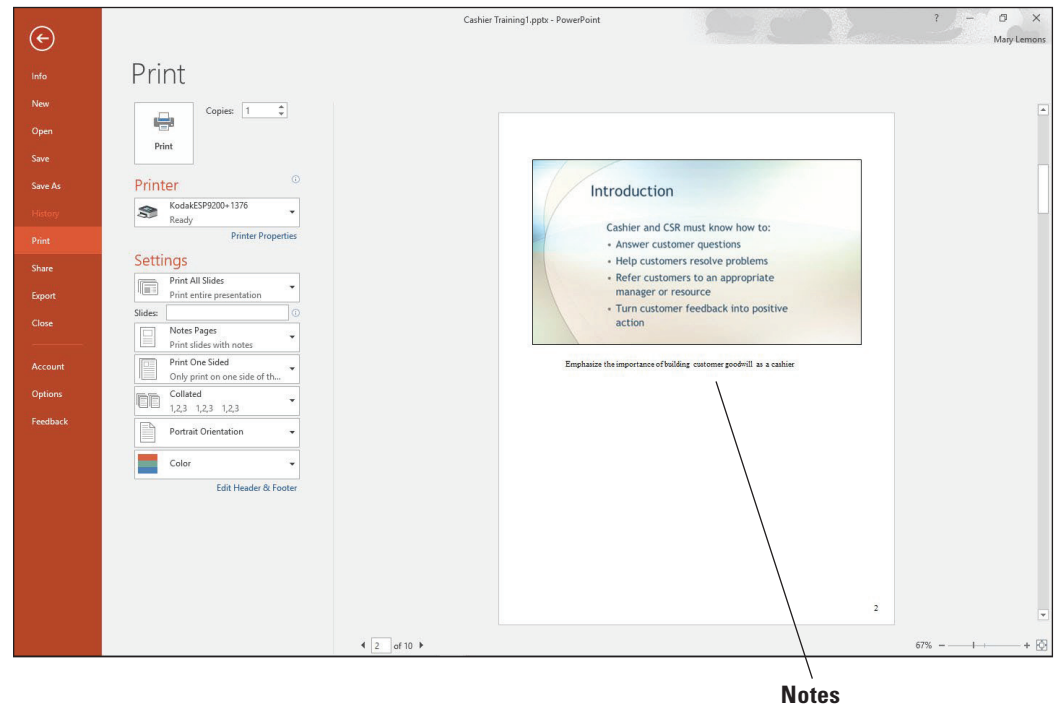 Cashier Training1.pptx - PowerPoint
?
Mary Lemons
Info
New
Open
Save
Save As
History
Print
Share
Export
Close
Account
Options
Feedback
Print
Copies: 1
Print
Printer
KodakESP9200+1376
Ready
Printer Properties
Settings
Print All Slides
Print entire presentation
Slides:
Notes Pages
Print slides with notes
Print One Sided
Only print on one side of th...
Collated
1,2,3 1,2,3 1,2,3
Portrait Orientation
Color
Edit Header & Footer
Introduction
Cashier and CSR must know how to:
• Answer customer questions
• Help customers resolve problems
• Refer customers to an appropriate
manager or resource
• Turn customer feedback into positive
action
Emphasize the importance of building customer goodwill as a cashier
2
2 of 10
67%
Notes